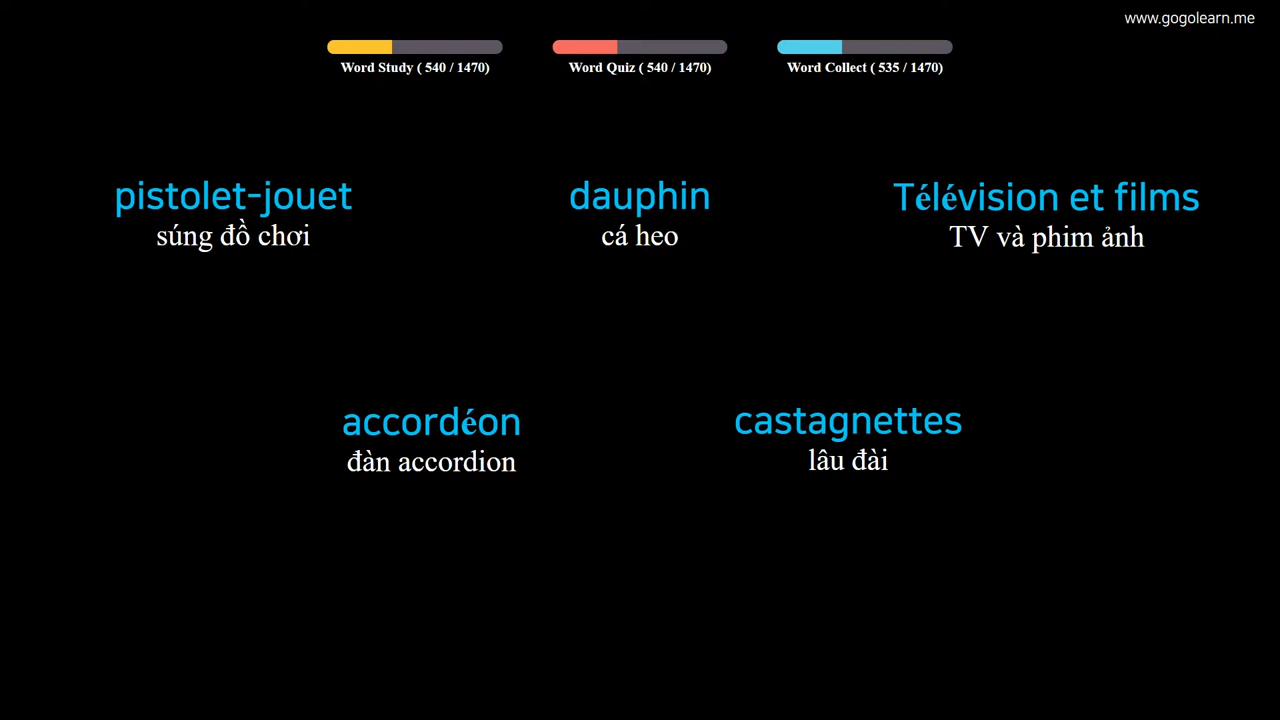 www.gogolearn.me
Word Study ( 540 / 1470)
Word Quiz ( 540 / 1470)
Word Collect ( 535 / 1470)
pistolet-jouet
súng đồ chơi
dauphin
cá heo
Télévision et films
TV và phim ảnh
accordéon
đàn accordion
castagnettes
lâu đài